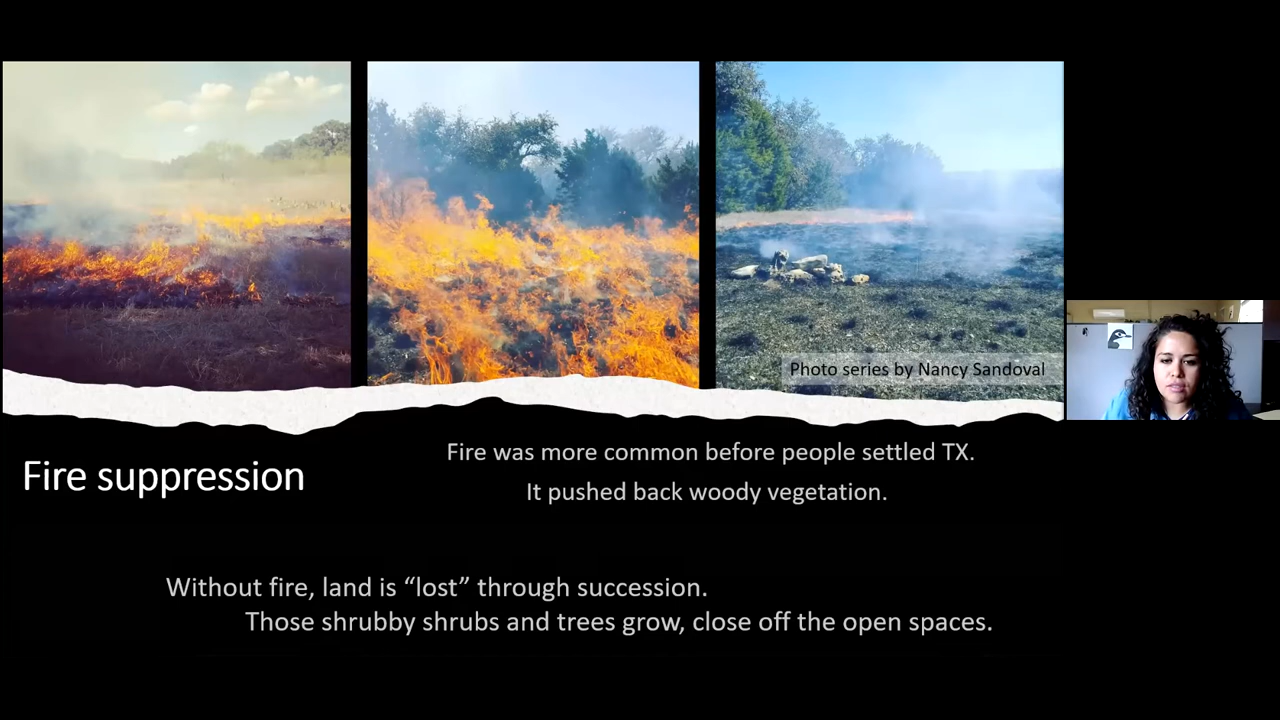 Photo series by Nancy Sandoval
Fire suppression
Fire was more common before people settled TX.
It pushed back woody vegetation.
Without fire, land is “lost” through succession.
Those shrubby shrubs and trees grow, close off the open spaces.